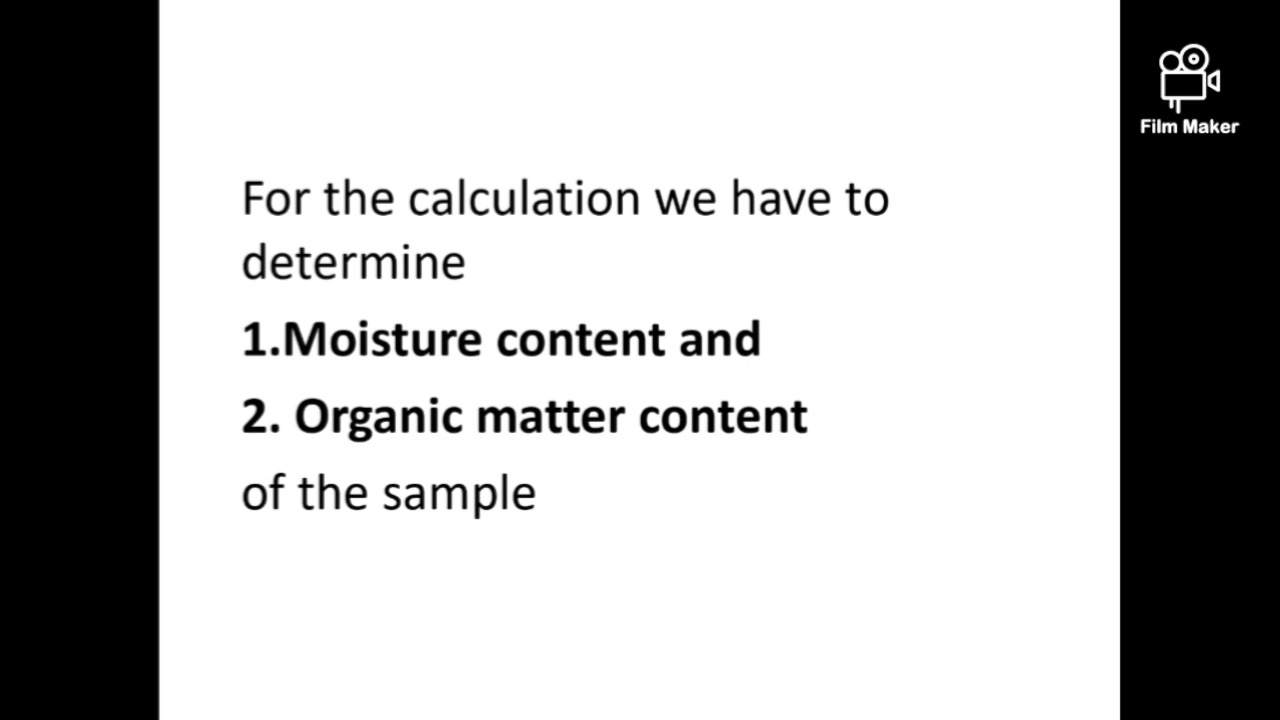 Film Maker
For the calculation we have to
determine
1.Moisture content and
2. Organic matter content
of the sample